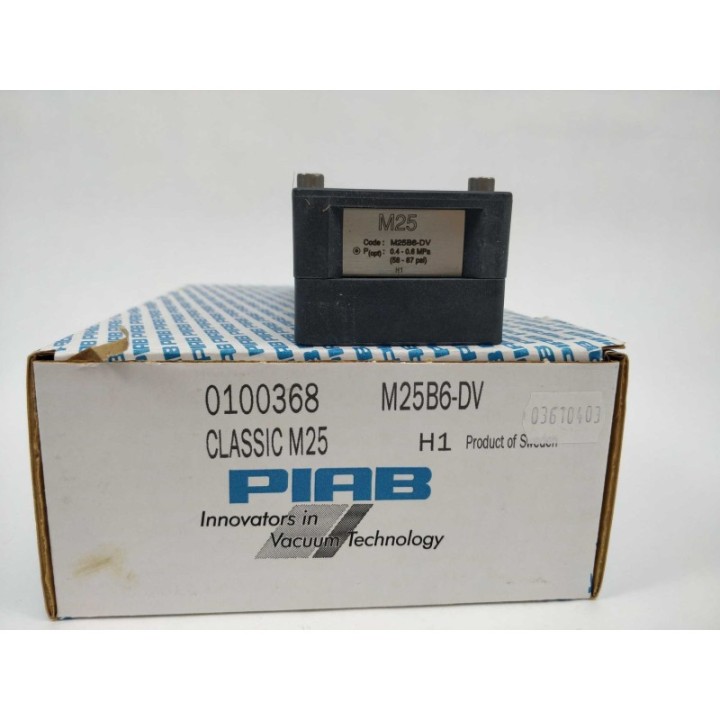 M25
Code : M25B6-DV
P(opt) : 0.4 - 0.6 MPa
(58 - 87 psi)
H1
0100368 M25B6-DV
03610403
CLASSIC M25 H1 Product of Sweden
PIAB
Innovators in
Vacuum Technology